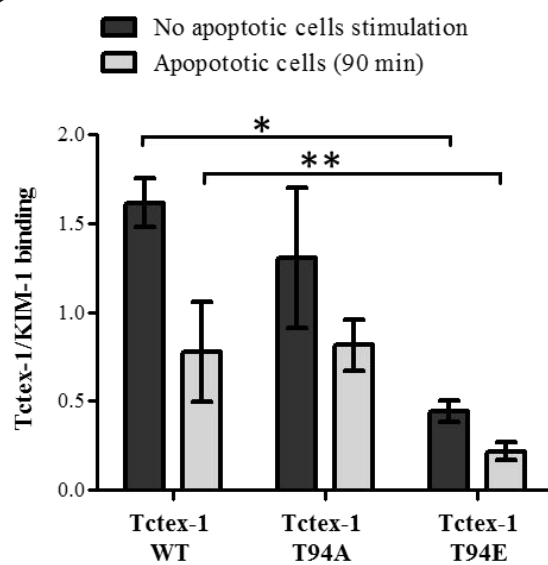 No apoptotic cells stimulation
Apopototic cells (90 min)
*
**
Tctex-1/KIM-1 binding
2.0
1.5
1.0
0.5
0.0
Tctex-1
WT
Tctex-1
T94A
Tctex-1
T94E